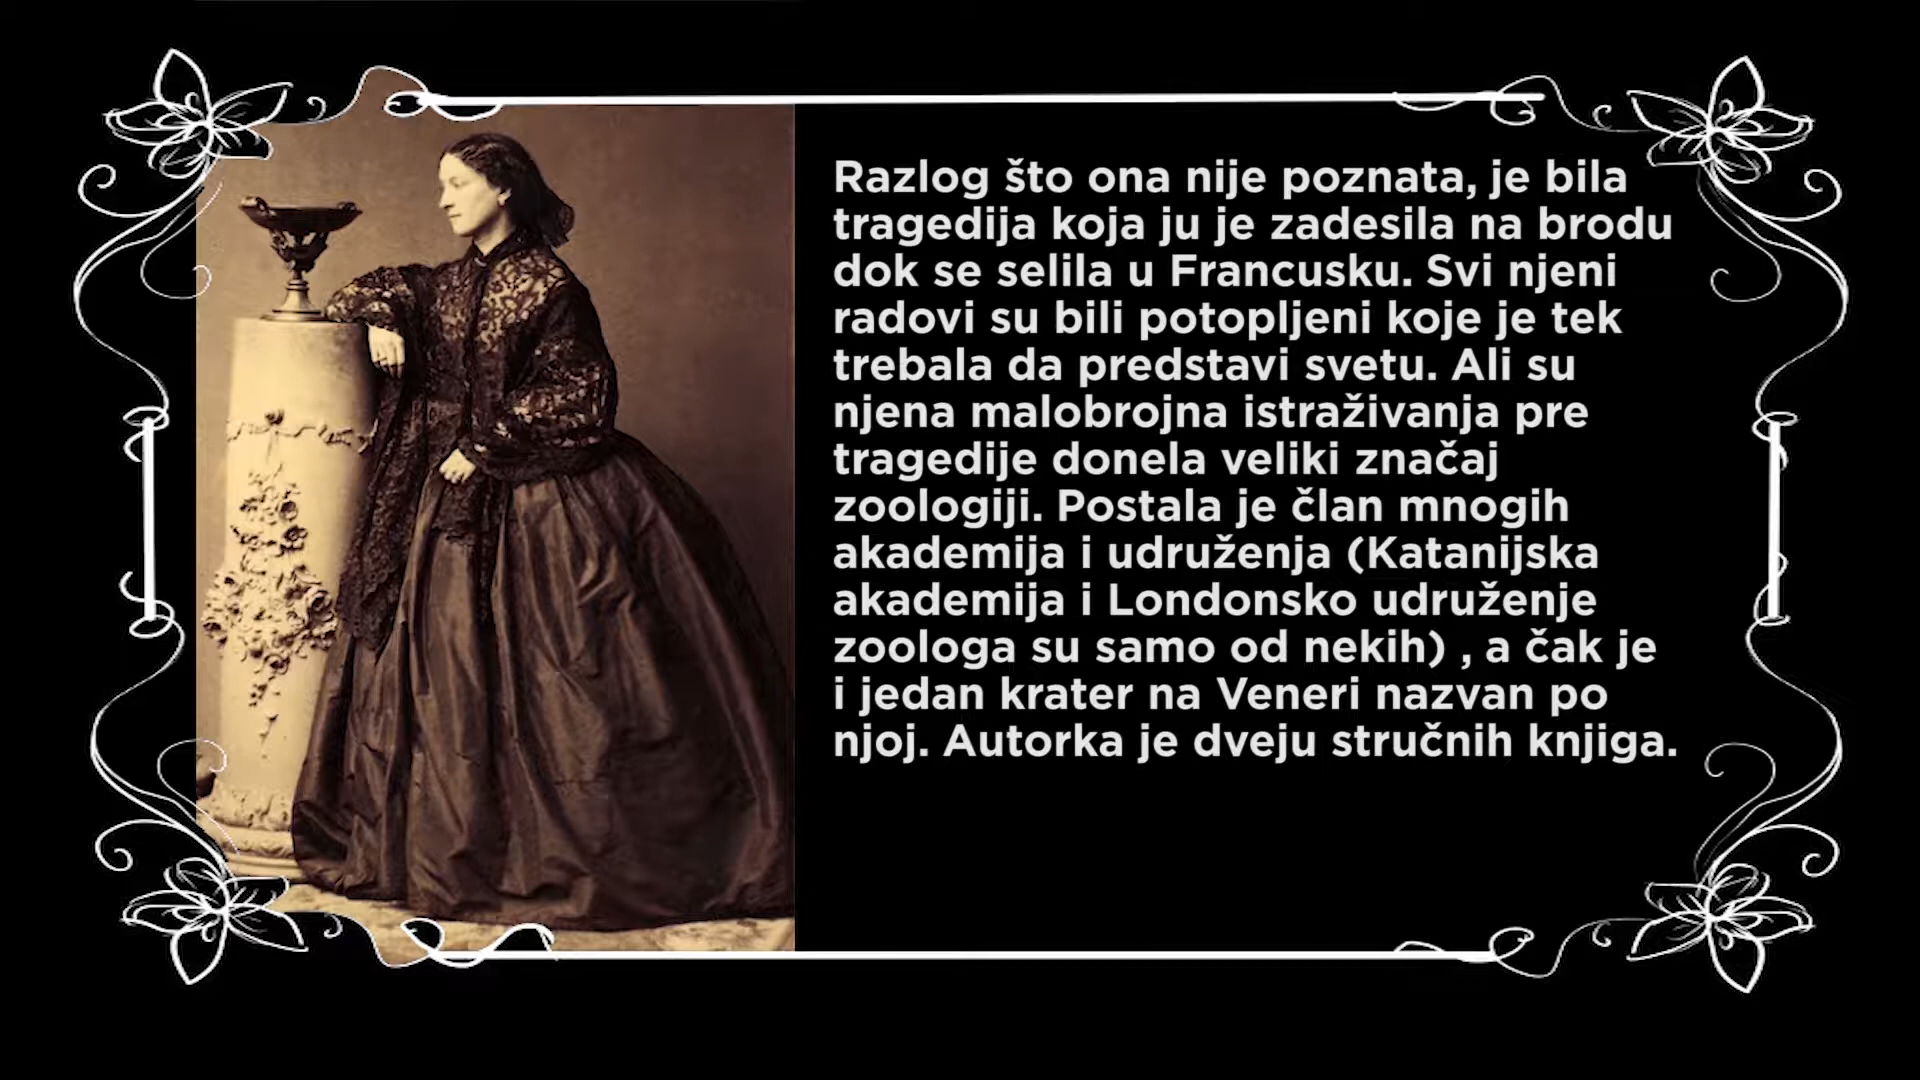 Razlog što ona nije poznata, je bila
tragedija koja ju je zadesila na brodu
dok se selila u Francusku. Svi njeni
radovi su bili potopljeni koje je tek
trebala da predstavi svetu. Ali su
njena malobrojna istraživanja pre
tragedije donela veliki značaj
zoologiji. Postala je član mnogih
akademija i udruženja (Katanijska
akademija i Londonsko udruženje
zoologa su samo od nekih) , a čak je
i jedan krater na Veneri nazvan po
njoj. Autorka je dveju stručnih knjiga.